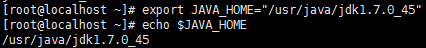 [root@localhost ~]# export JAVA_HOME="/usr/java/jdk1.7.0_45"
[root@localhost ~]# echo $JAVA_HOME
/usr/java/jdk1.7.0_45